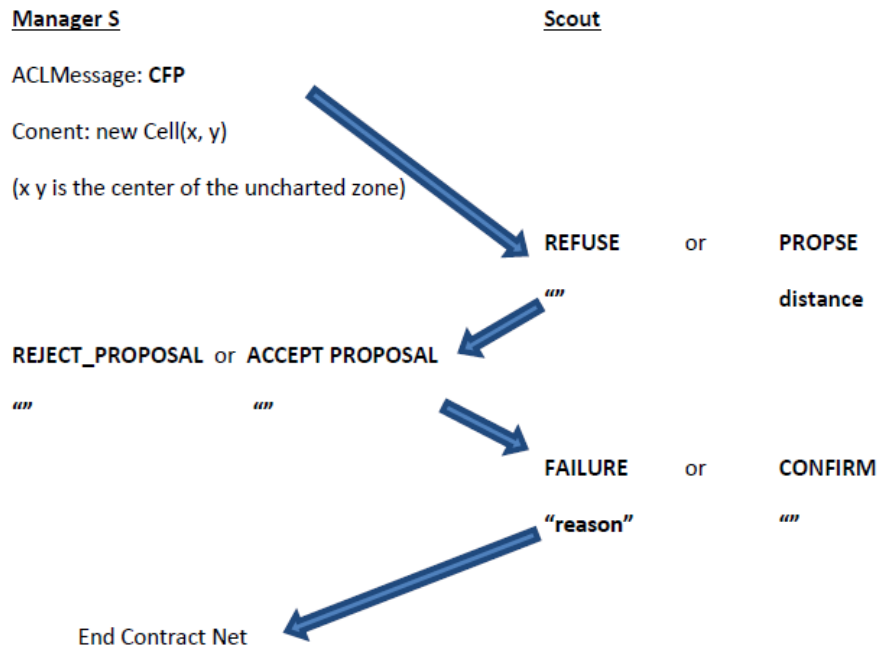 Manager S Scout
ACLMessage: CFP
Conent: new Cell(x, y)
(x y is the center of the uncharted zone)
REFUSE or PROPSE
“” distance
REJECT_PROPOSAL or ACCEPT PROPOSAL
“” “”
FAILURE or CONFIRM
“reason” “”
End Contract Net